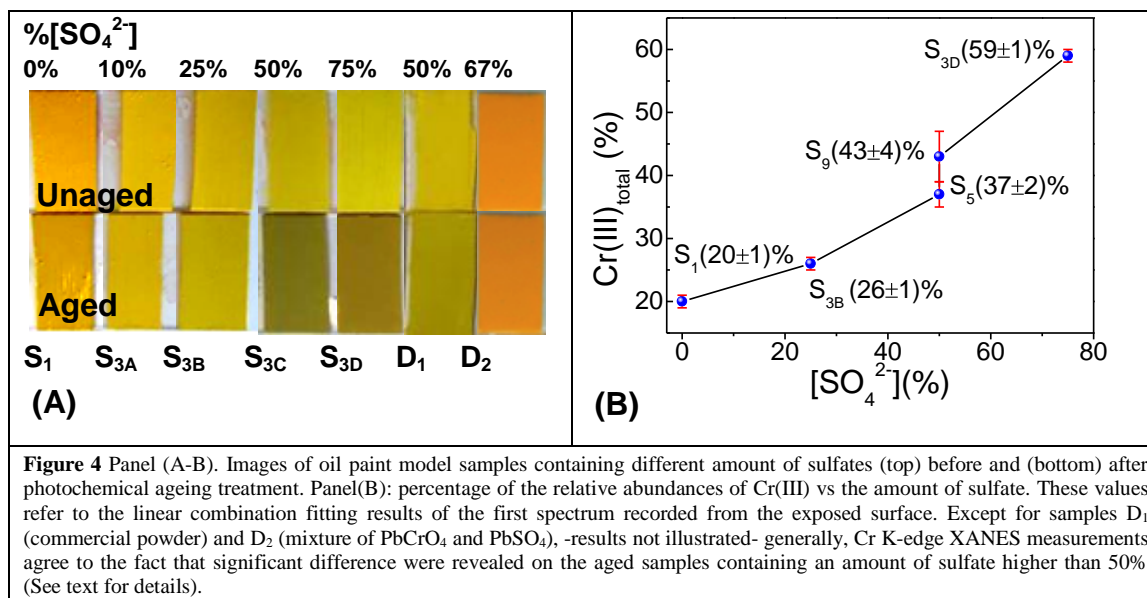 %[SO₄²⁻]
0% 10% 25% 50% 75% 50% 67%
Unaged
Aged
S₁ S₃A S₃B S₃C S₃D D₁ D₂
(A)
Cr(III)total (%)
60
50
40
30
20
S₃D(59±1)%
S₉(43±4)%
S₅(37±2)%
S₁(20±1)%
S₃B (26±1)%
0 20 40 60 80
[SO₄²⁻](%)
(B)
Figure 4 Panel (A-B). Images of oil paint model samples containing different amount of sulfates (top) before and (bottom) after
photochemical ageing treatment. Panel(B): percentage of the relative abundances of Cr(III) vs the amount of sulfate. These values
refer to the linear combination fitting results of the first spectrum recorded from the exposed surface. Except for samples D₁
(commercial powder) and D₂ (mixture of PbCrO₄ and PbSO₄), -results not illustrated- generally, Cr K-edge XANES measurements
agree to the fact that significant difference were revealed on the aged samples containing an amount of sulfate higher than 50%
(See text for details).